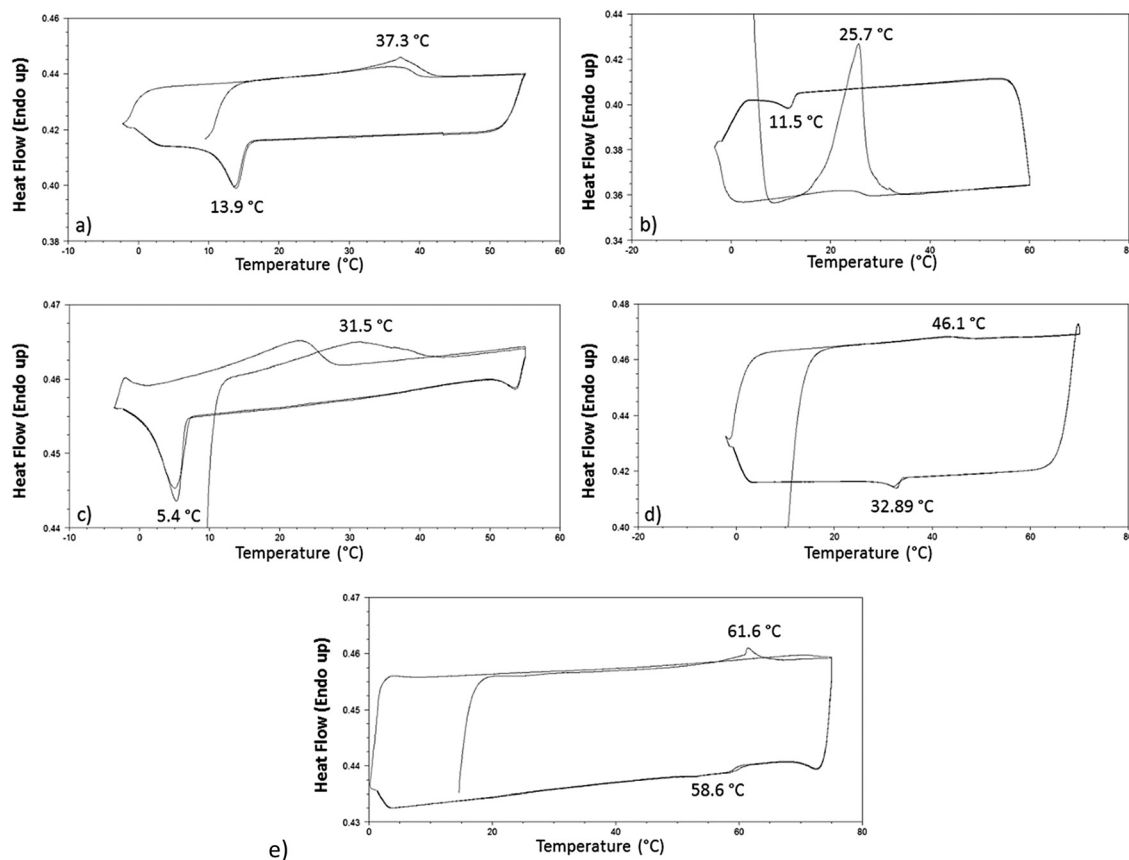 0.46
0.44
0.42
0.40
0.38
-10
0
10
20
30
40
50
60
Heat Flow (Endo up)
Temperature (°C)
37.3 °C
13.9 °C
a)
0.44
0.42
0.40
0.38
0.36
0.34
-20
0
20
40
60
80
Heat Flow (Endo up)
Temperature (°C)
25.7 °C
11.5 °C
b)
0.47
0.46
0.45
0.44
-10
0
10
20
30
40
50
60
Heat Flow (Endo up)
Temperature (°C)
31.5 °C
5.4 °C
c)
0.48
0.46
0.44
0.42
0.40
-20
0
20
40
60
80
Heat Flow (Endo up)
Temperature (°C)
46.1 °C
32.89 °C
d)
0.47
0.46
0.45
0.44
0.43
0
20
40
60
80
Heat Flow (Endo up)
Temperature (°C)
61.6 °C
58.6 °C
e)